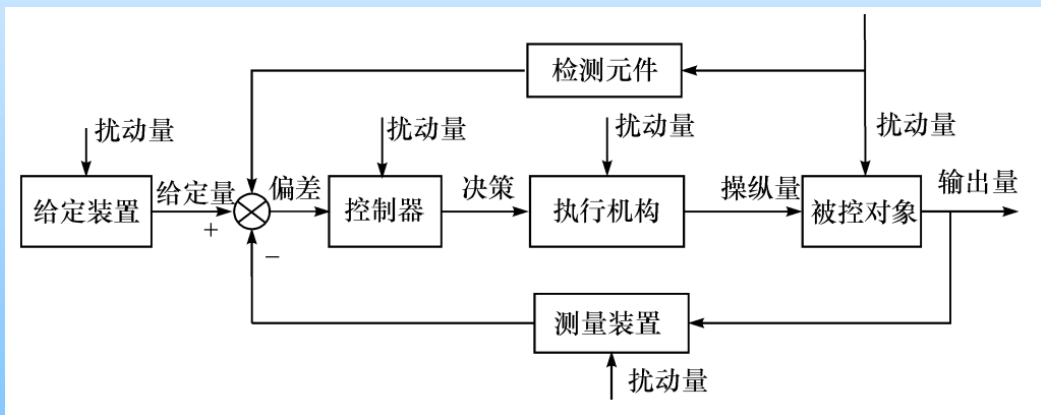 检测元件
扰动量
扰动量
扰动量
扰动量
给定装置
给定量
+
偏差
控制器
决策
执行机构
操纵量
被控对象
输出量
−
测量装置
扰动量